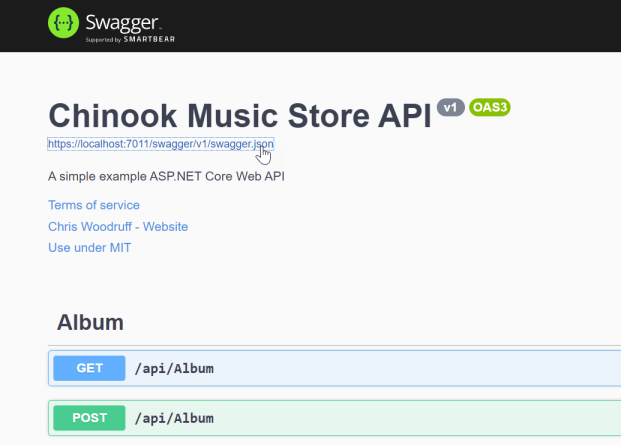 Swagger
Supported by SMARTBEAR
Chinook Music Store API v1 OAS3
https://localhost:7011/swagger/v1/swagger.json
A simple example ASP.NET Core Web API
Terms of service
Chris Woodruff - Website
Use under MIT
Album
GET /api/Album
POST /api/Album